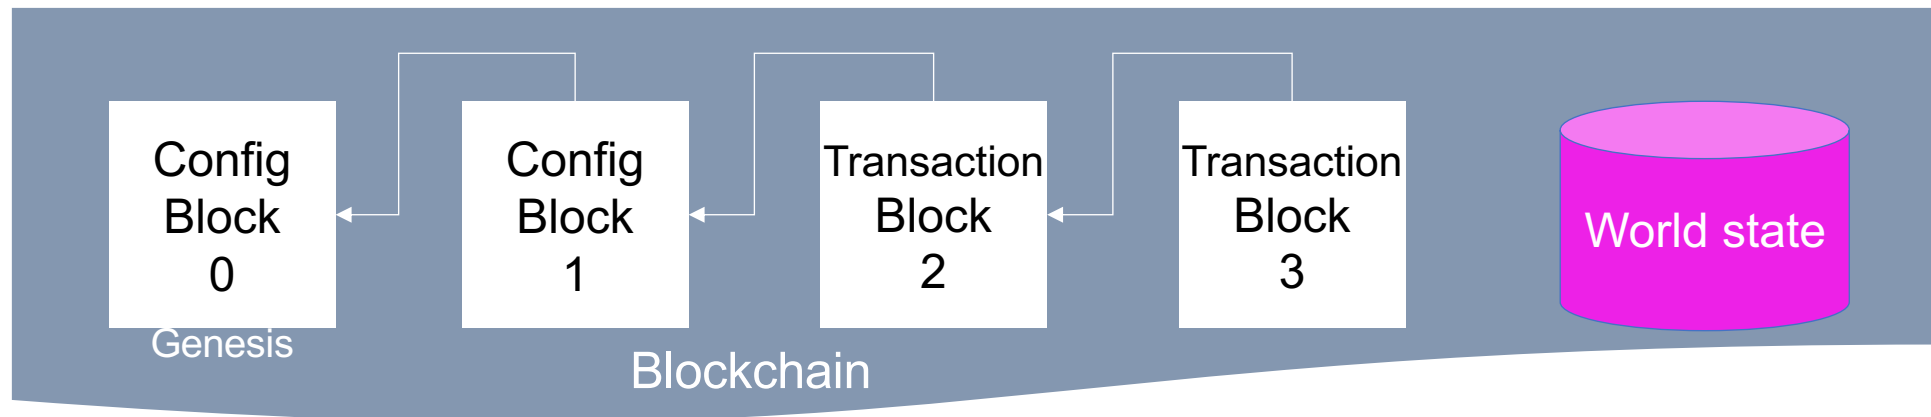 Config
Block
0
Genesis
Config
Block
1
Transaction
Block
2
Transaction
Block
3
World state
Blockchain